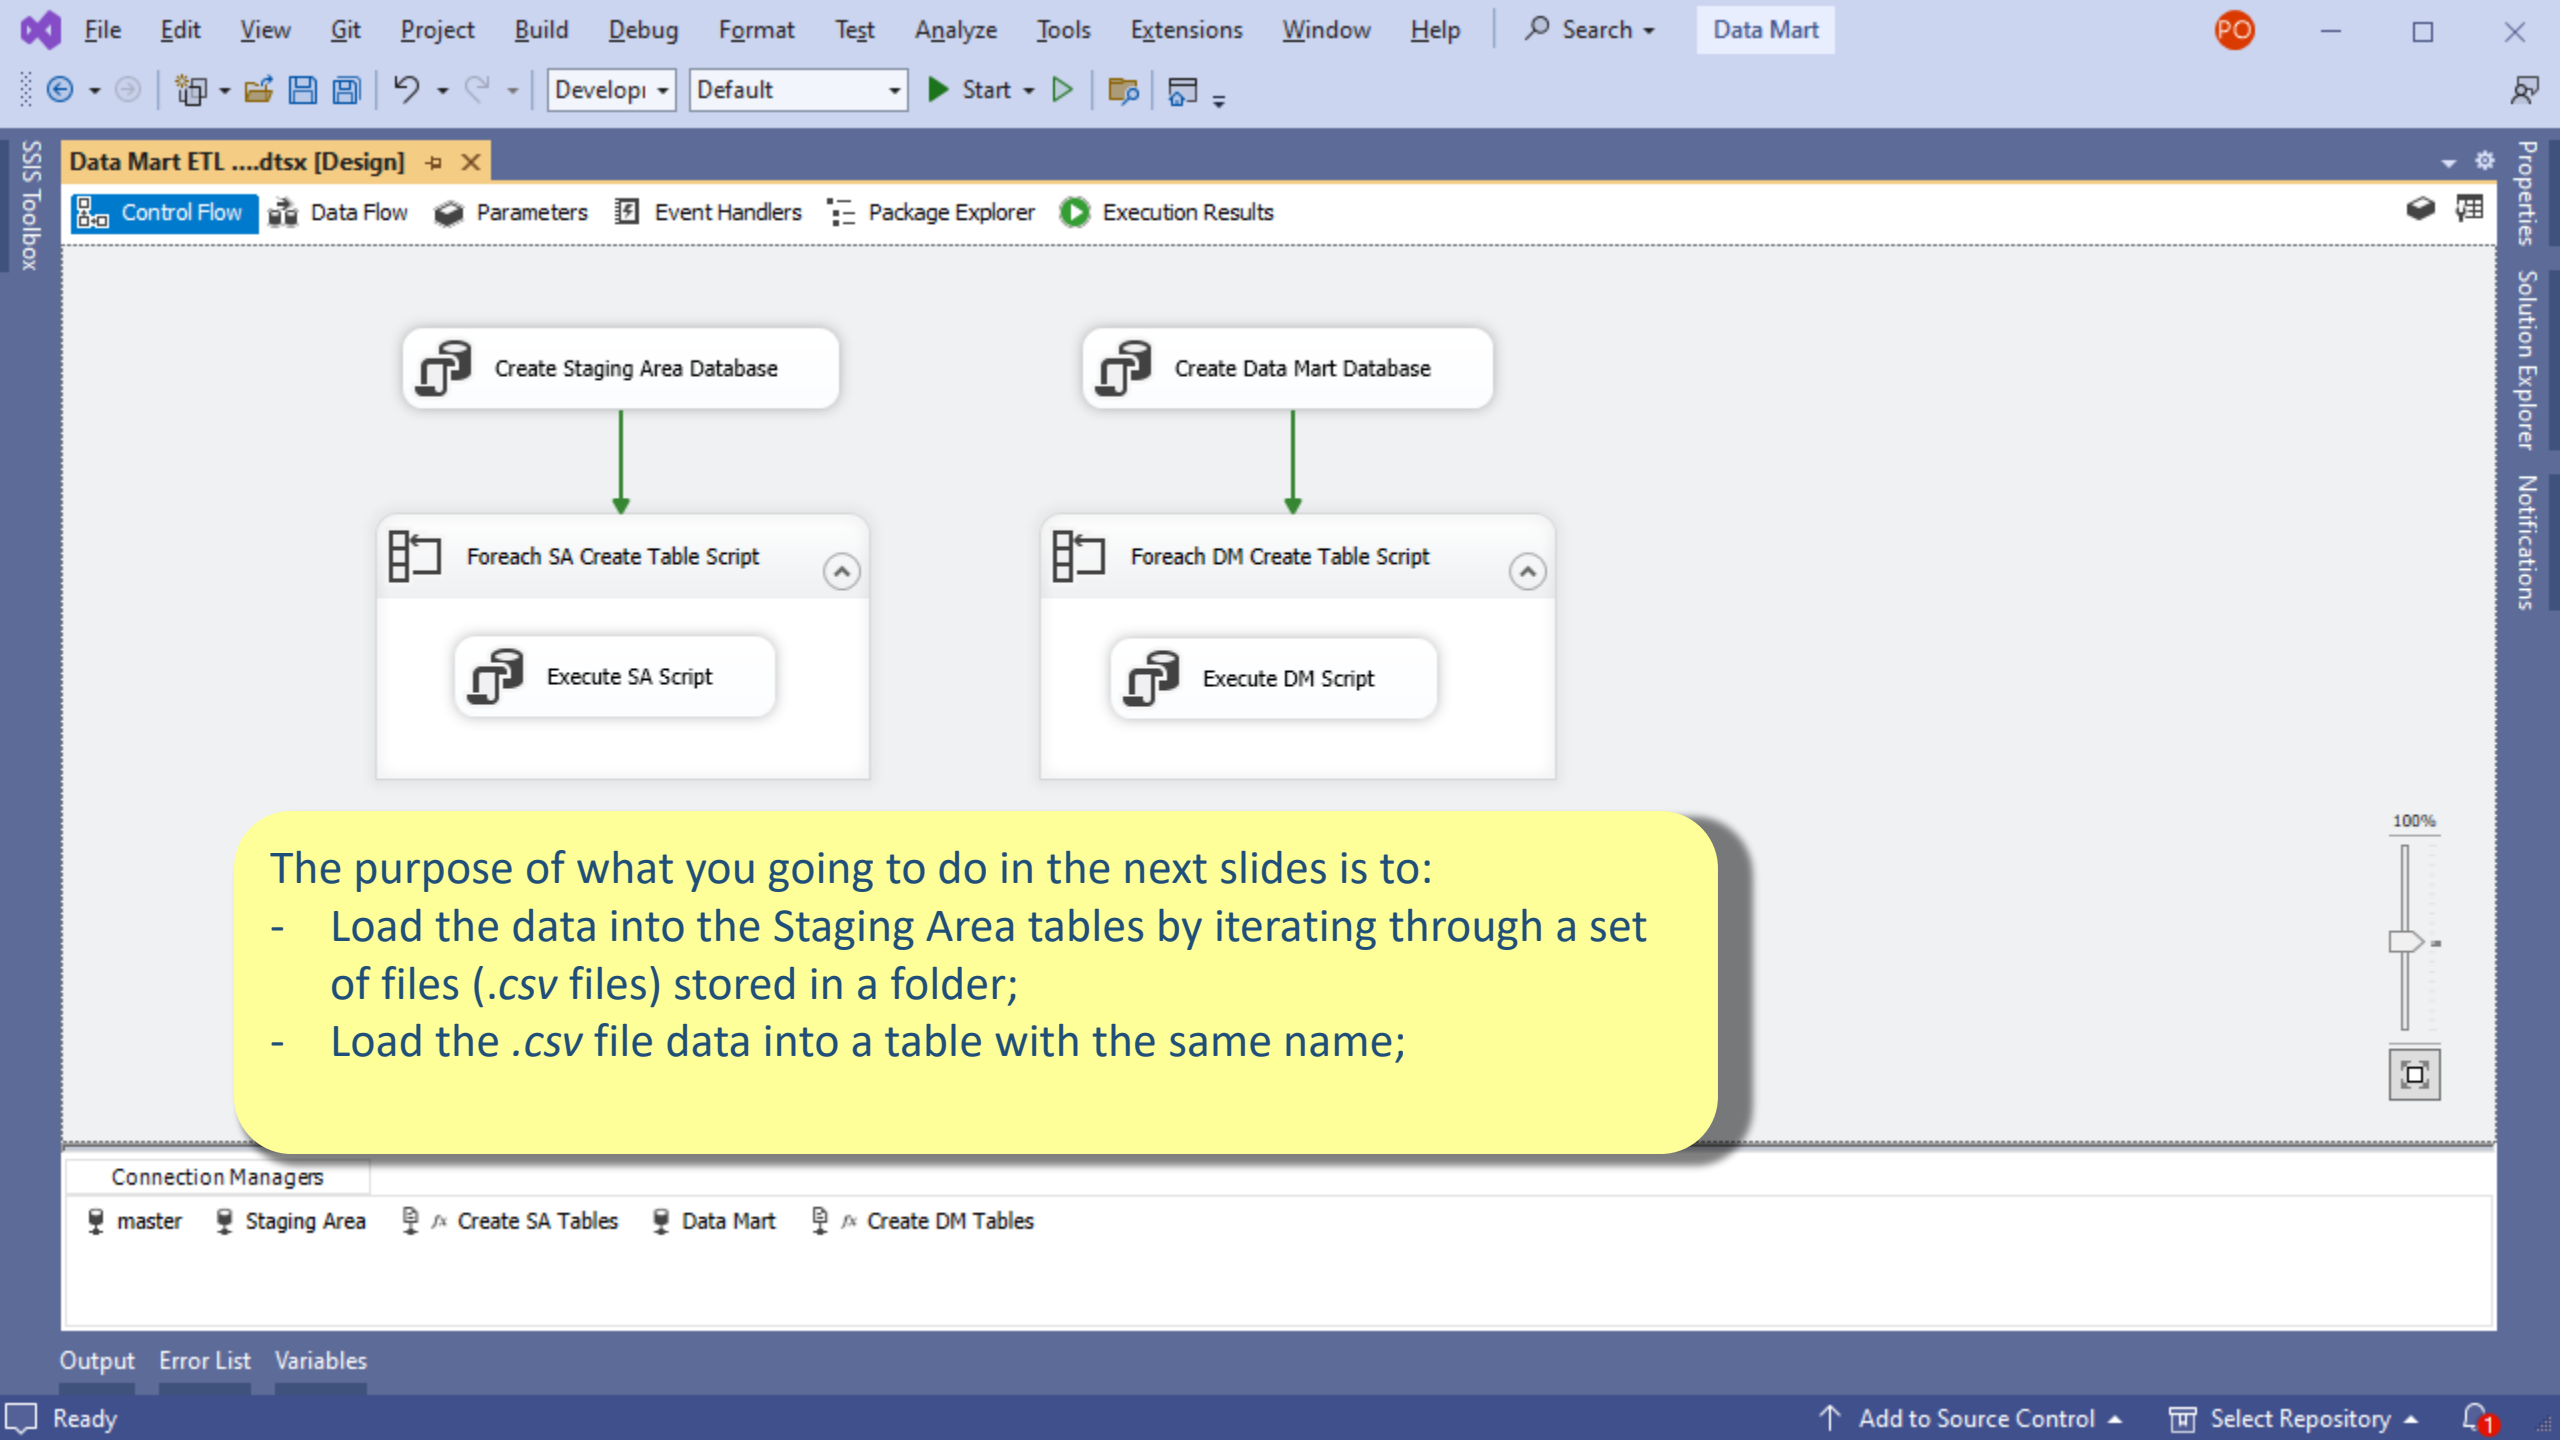 File Edit View Git Project Build Debug Format Test Analyze Tools Extensions Window Help Search Data Mart PO
Developı Default Start
SSIS Toolbox
Data Mart ETL ....dtsx [Design]
Control Flow Data Flow Parameters Event Handlers Package Explorer Execution Results
Properties
Solution Explorer
Notifications
Create Staging Area Database
Create Data Mart Database
Foreach SA Create Table Script
Foreach DM Create Table Script
Execute SA Script
Execute DM Script
100%
The purpose of what you going to do in the next slides is to:
- Load the data into the Staging Area tables by iterating through a set
of files (.csv files) stored in a folder;
- Load the .csv file data into a table with the same name;
Connection Managers
master Staging Area fx Create SA Tables Data Mart fx Create DM Tables
Output Error List Variables
Ready Add to Source Control Select Repository 1